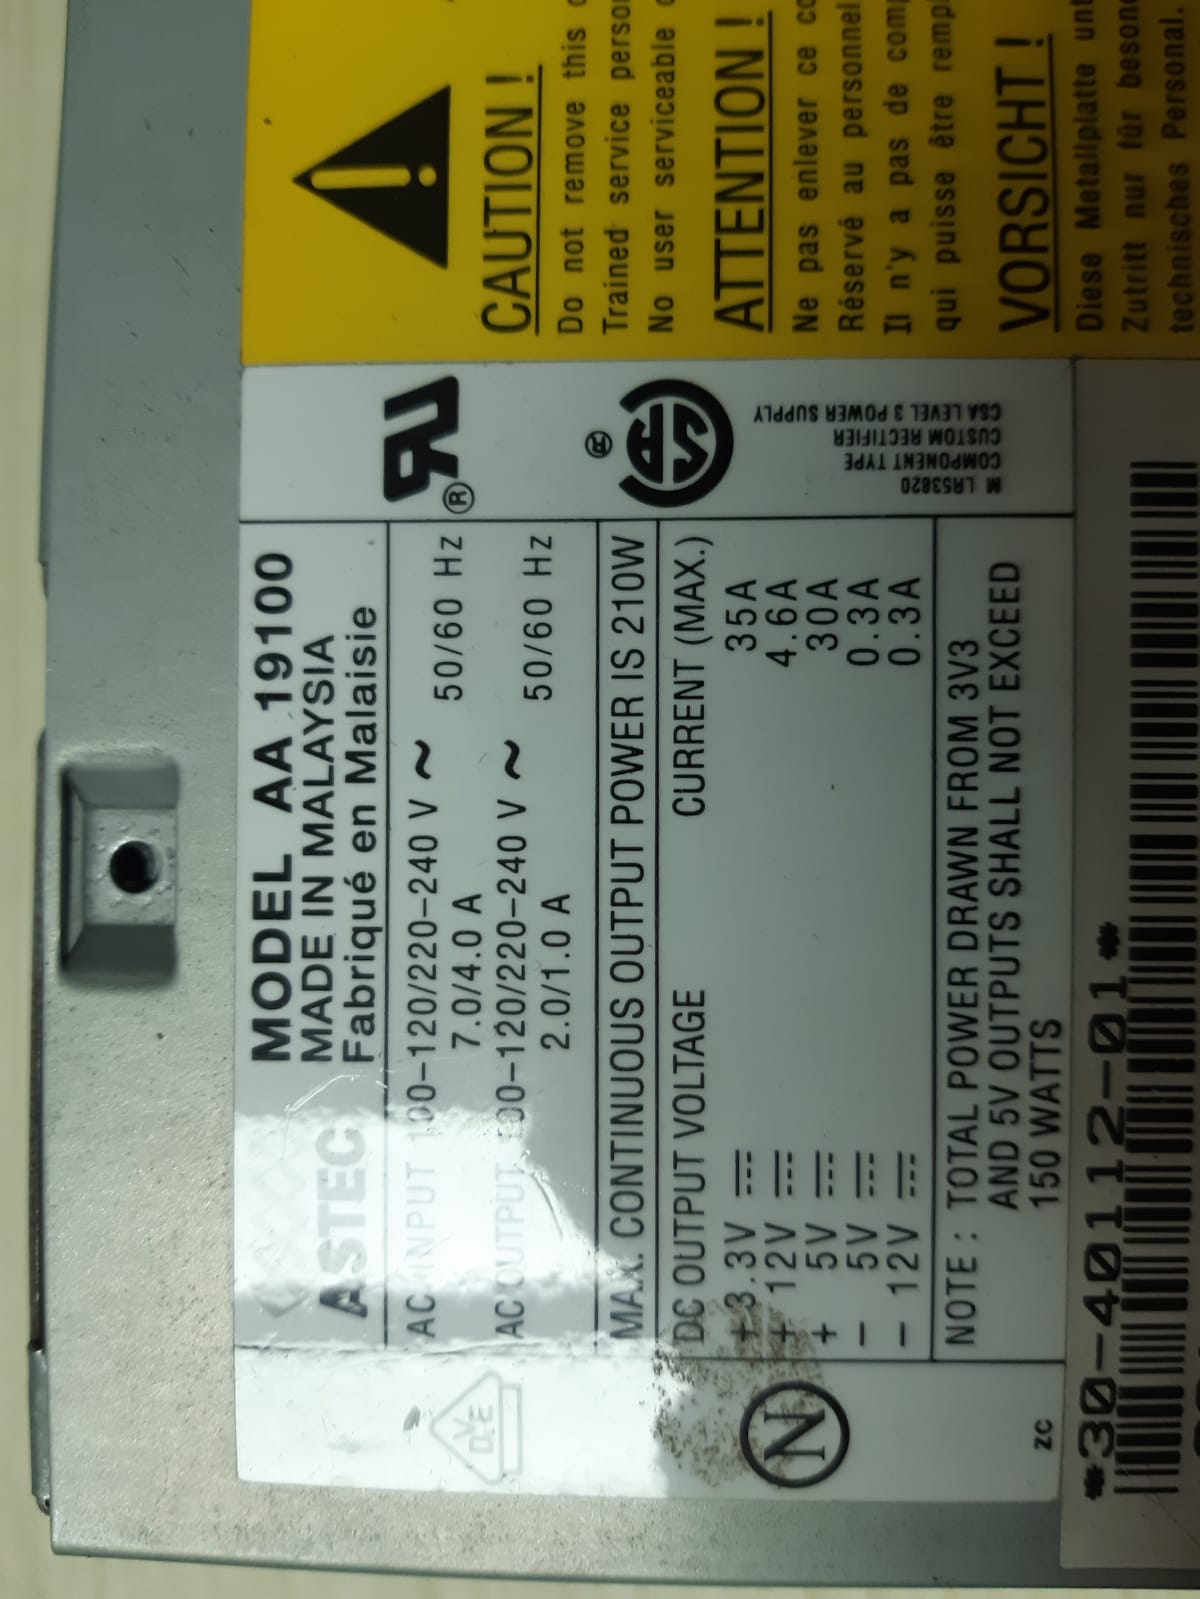 ASTEC
MODEL AA 19100
MADE IN MALAYSIA
Fabriqué en Malaisie
AC INPUT 100-120/220-240 V ~ 50/60 Hz
7.0/4.0 A
AC OUTPUT 100-120/220-240 V ~ 50/60 Hz
2.0/1.0 A
MAX. CONTINUOUS OUTPUT POWER IS 210W
DC OUTPUT VOLTAGE CURRENT (MAX.)
+ 3.3V 35A
+ 12V 4.6A
+ 5V 30A
- 5V 0.3A
- 12V 0.3A
NOTE : TOTAL POWER DRAWN FROM 3V3
AND 5V OUTPUTS SHALL NOT EXCEED
150 WATTS
VDE
N
ZC
®
M LR53820
COMPONENT TYPE
CUSTOM RECTIFIER
CSA LEVEL 3 POWER SUPPLY
CAUTION !
Do not remove this
Trained service
No user serviceable
ATTENTION !
Ne pas enlever ce
Réservé au personnel
Il n'y a pas de
qui puisse être
VORSICHT !
Diese Metallplatte
Zutritt nur für
technisches Personal.
*30-40112-01*